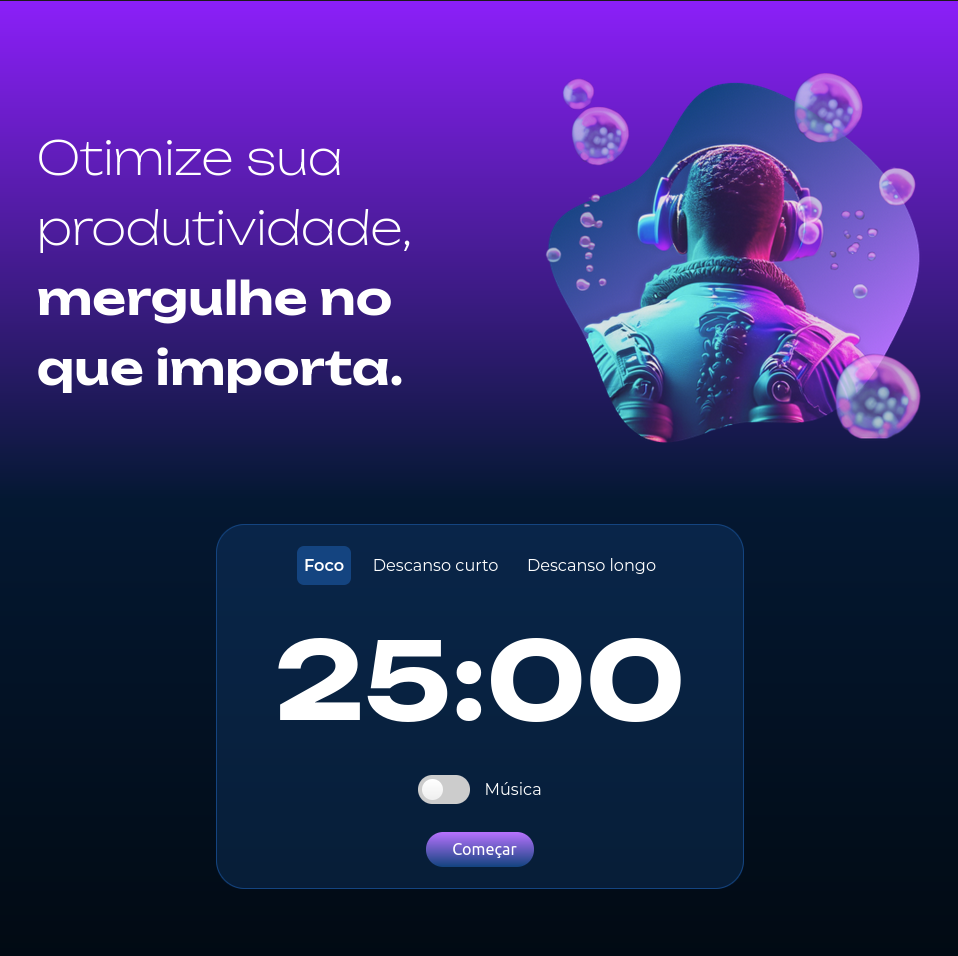 Otimize sua
produtividade,
mergulhe no
que importa.
Foco Descanso curto Descanso longo
25:00
Música
Começar